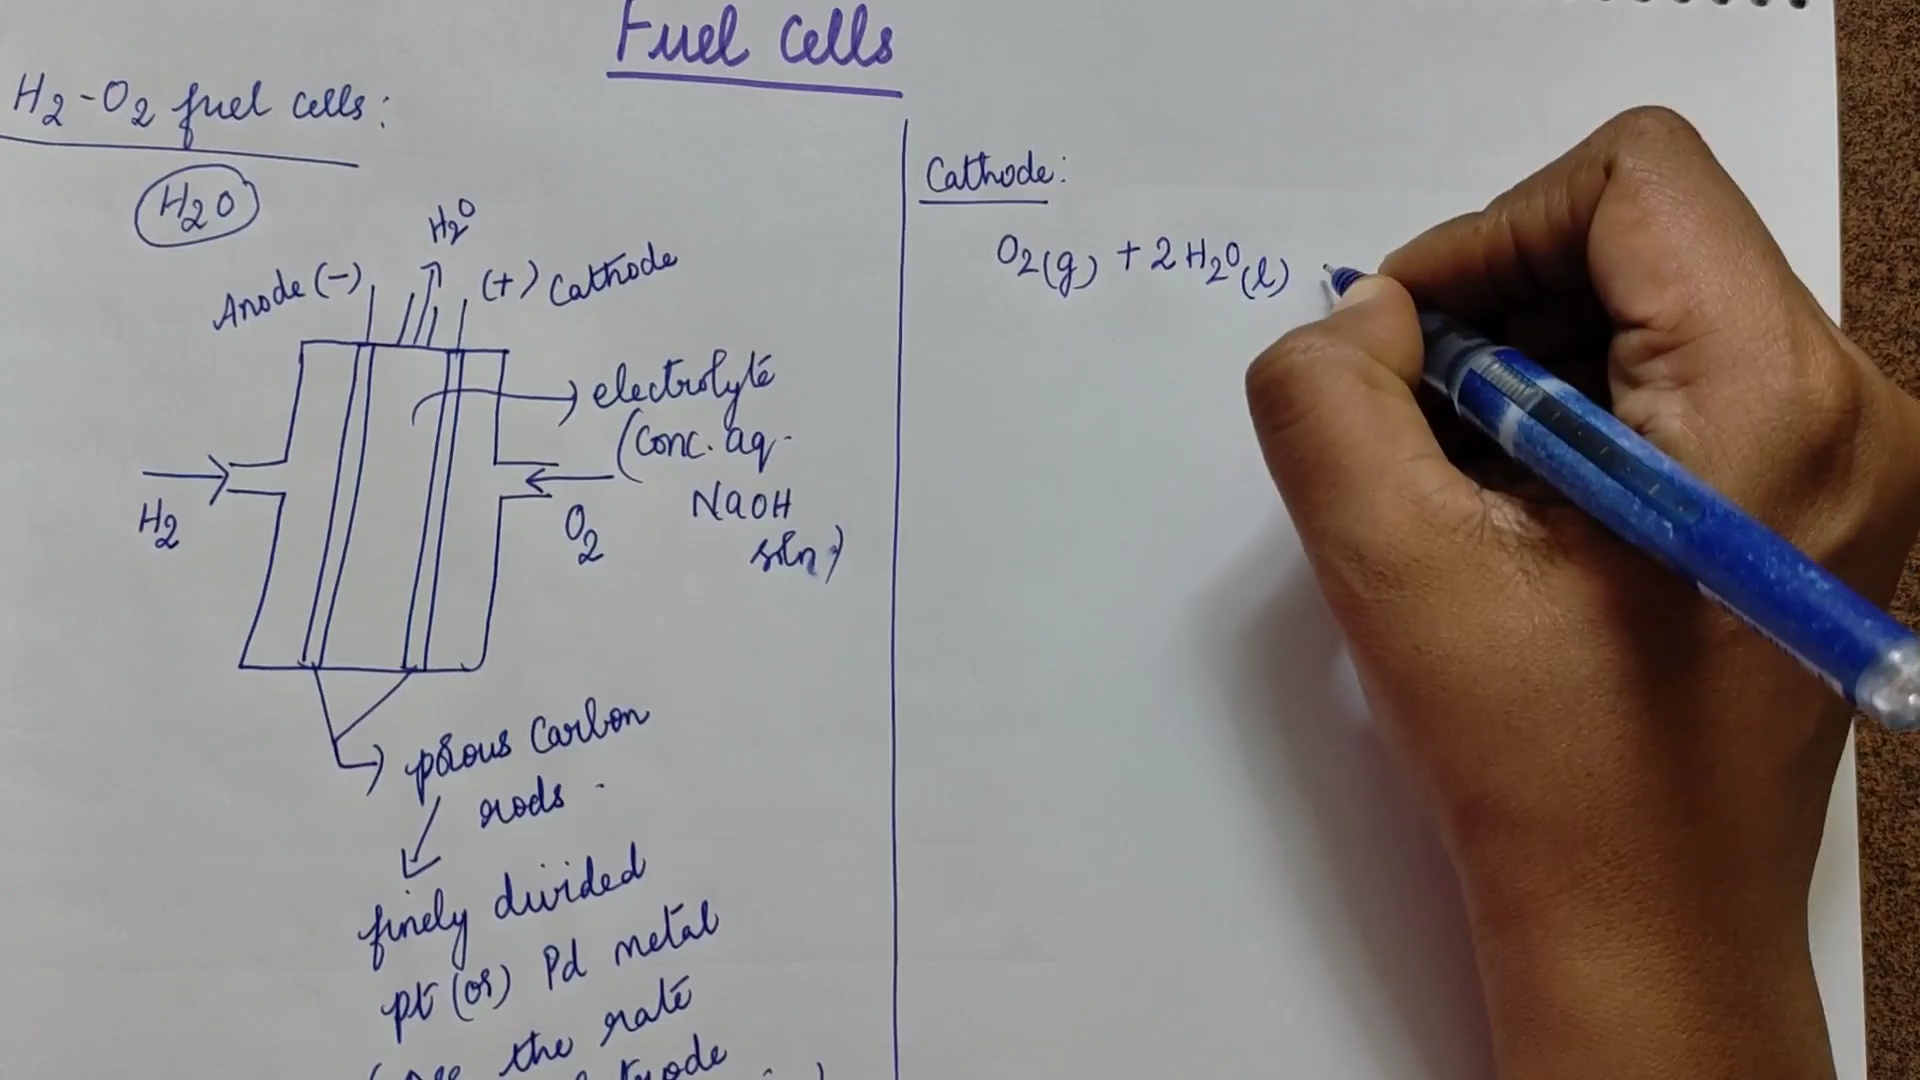 Fuel Cells
H2-O2 fuel cells:
H2O
H2O
Anode (-)
(+) Cathode
electrolyte
(Conc. aq.
NaOH
soln)
H2
O2
porous Carbon
rods.
finely divided
pt (or) Pd metal
the rate
Cathode:
O2(g) + 2H2O(l)